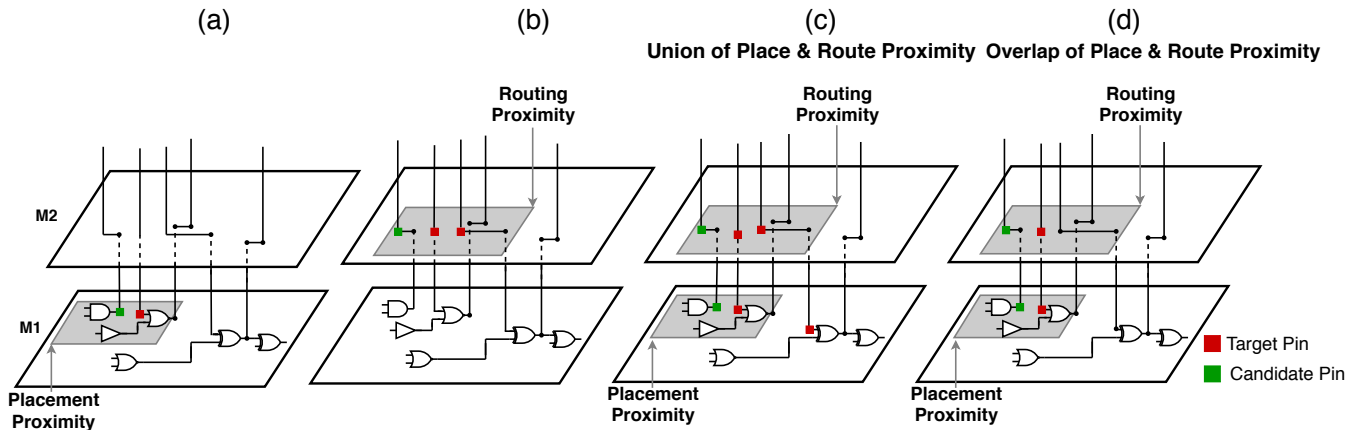 (a)
(b)
(c)
(d)
Union of Place & Route Proximity
Overlap of Place & Route Proximity
Routing
Proximity
Routing
Proximity
Routing
Proximity
M2
M1
Target Pin
Candidate Pin
Placement
Proximity
Placement
Proximity
Placement
Proximity